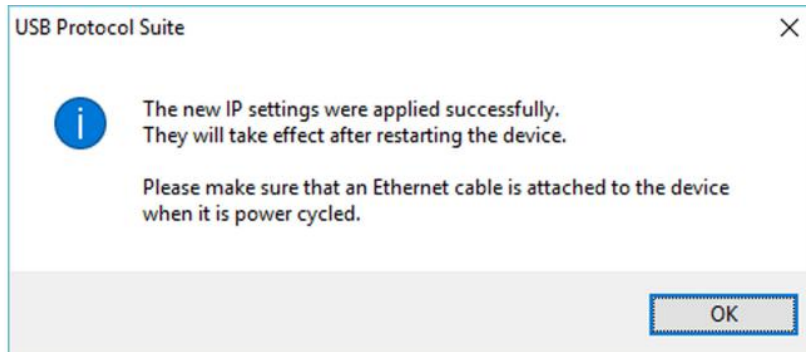 USB Protocol Suite
The new IP settings were applied successfully.
They will take effect after restarting the device.
Please make sure that an Ethernet cable is attached to the device
when it is power cycled.
OK